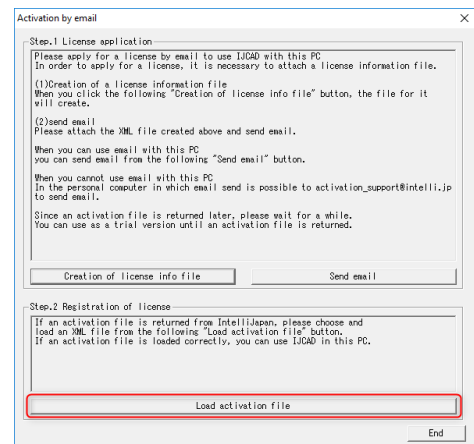 Activation by email
Step.1 License application
Please apply for a license by email to use IJCAD with this PC
In order to apply for a license, it is necessary to attach a license information file.
(1)Creation of a license information file
When you click the following "Creation of license info file" button, the file for it
will create.
(2)send email
Please attach the XML file created above and send email.
When you can use email with this PC
you can send email from the following "Send email" button.
When you cannot use email with this PC
In the personal computer in which email send is possible to activation_support@intelli.jp
to send email.
Since an activation file is returned later, please wait for a while.
You can use as a trial version until an activation file is returned.
Creation of license info file
Send email
Step.2 Registration of license
If an activation file is returned from IntelliJapan, please choose and
load an XML file from the following "Load activation file" button.
If an activation file is loaded correctly, you can use IJCAD in this PC.
Load activation file
End